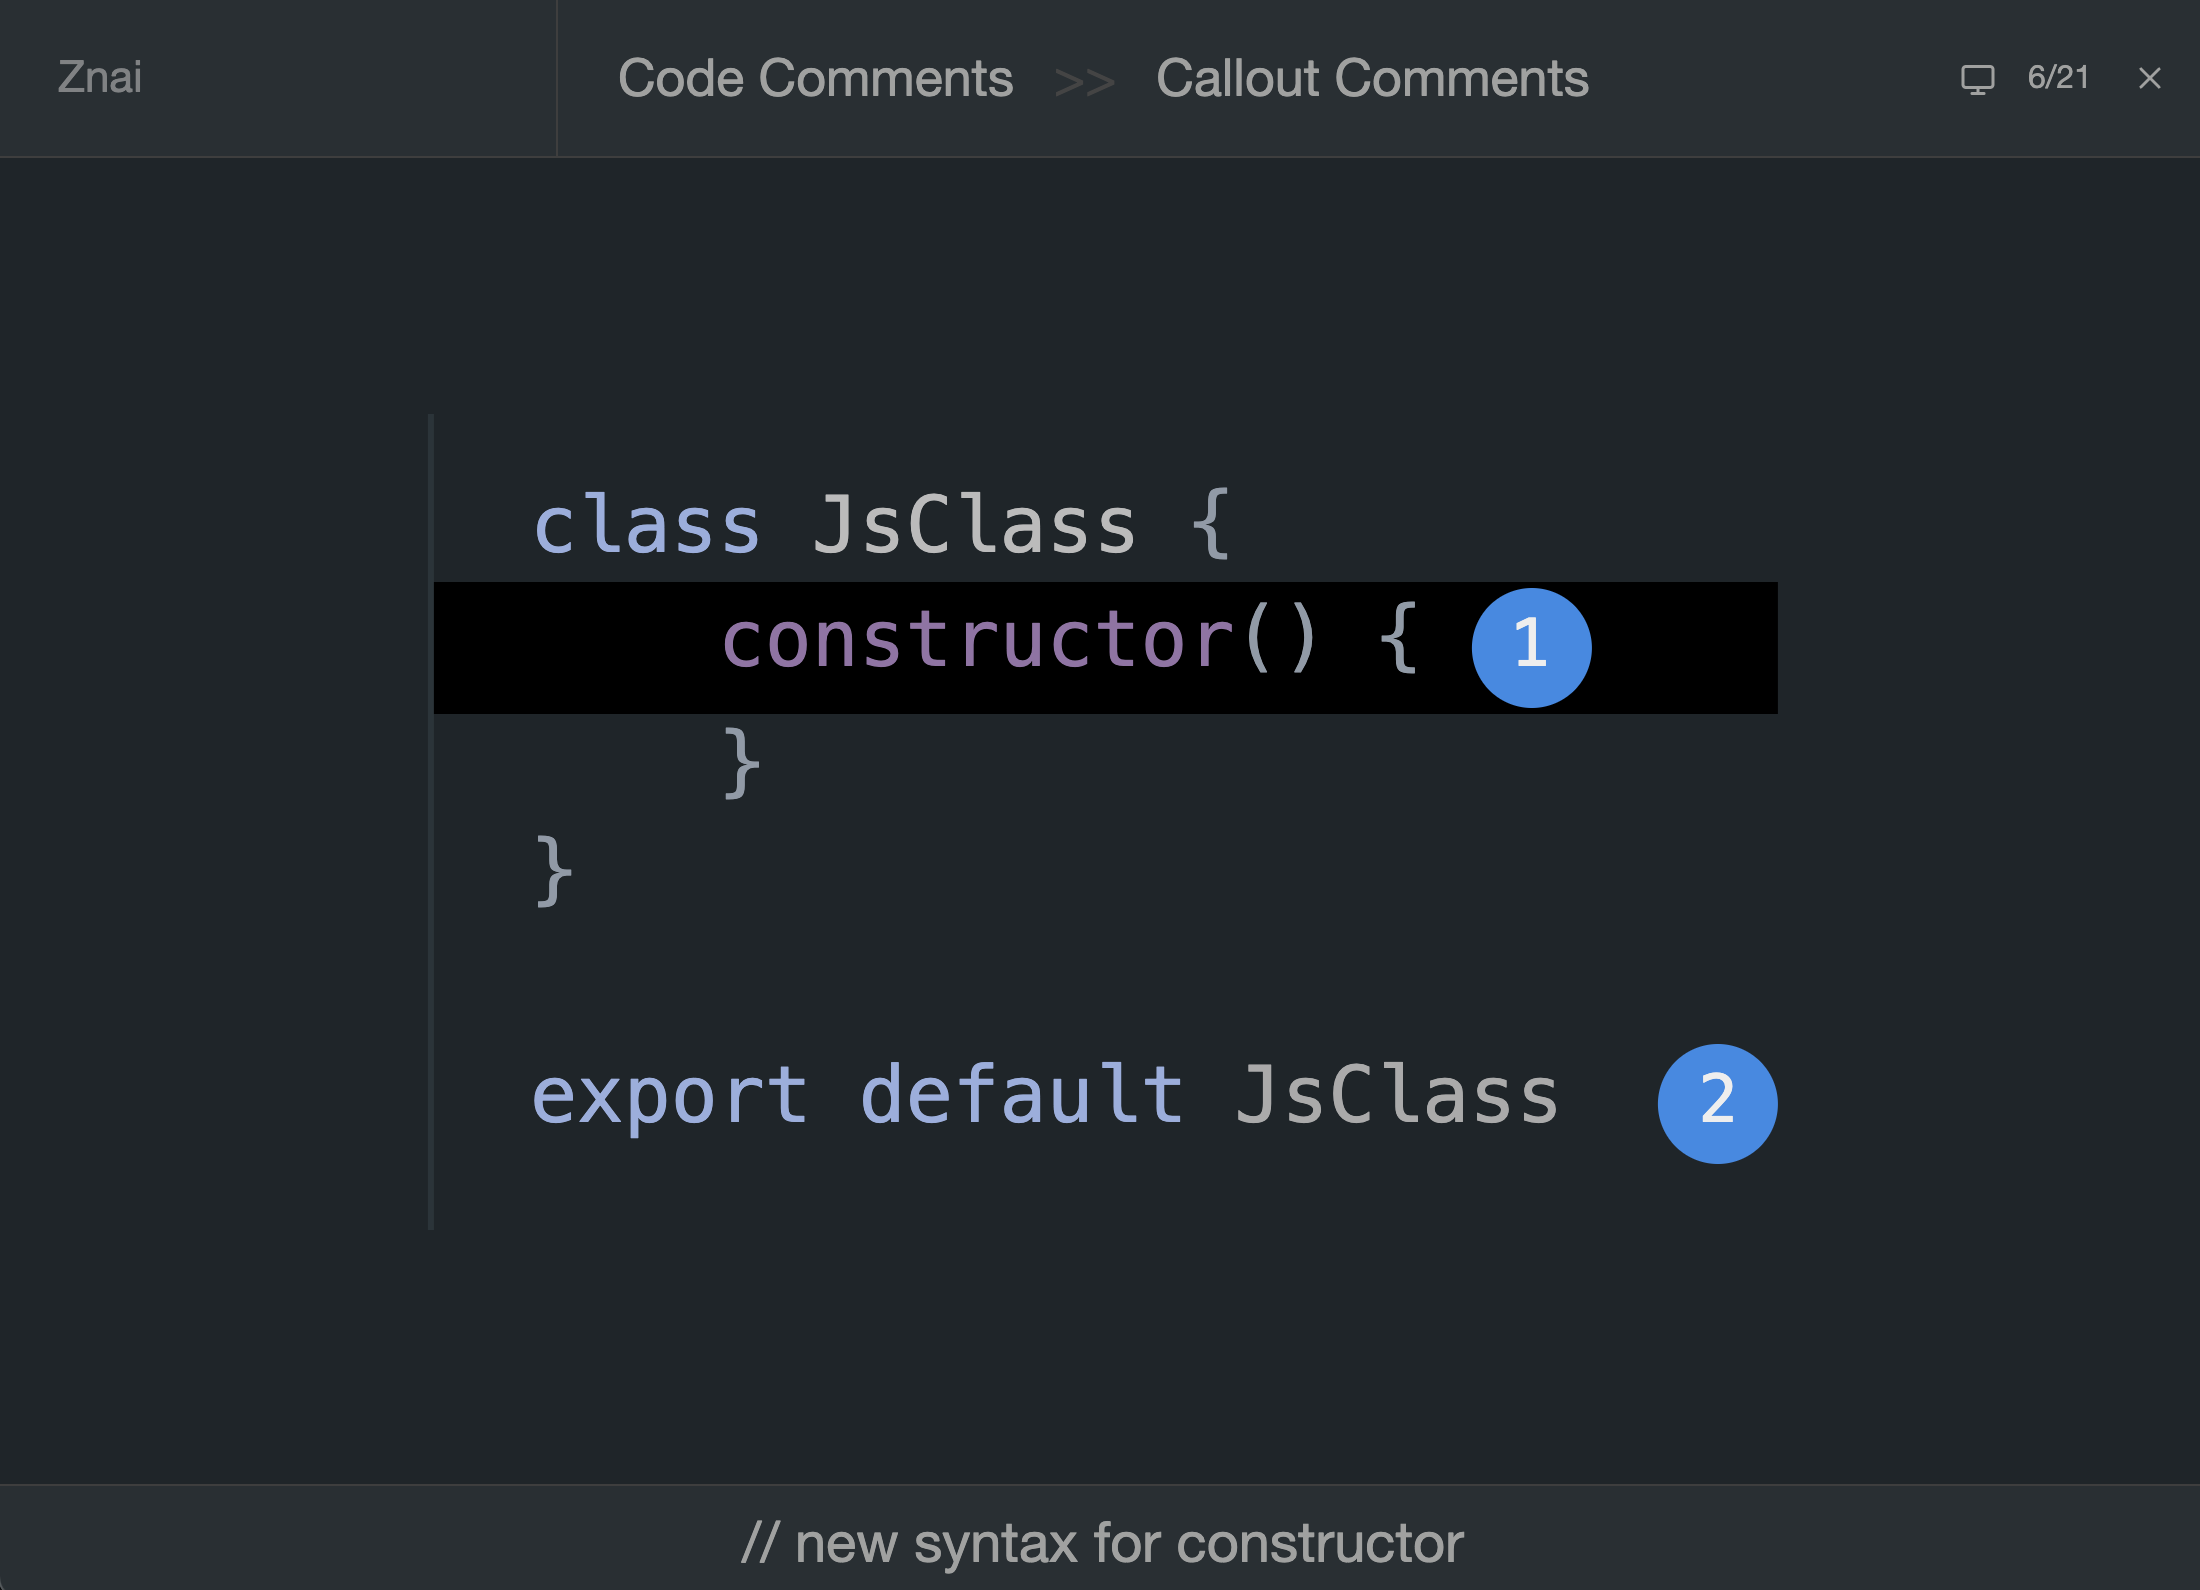 Znai
Code Comments >> Callout Comments
6/21
class JsClass {
    constructor() { 1
    }
}
export default JsClass 2
// new syntax for constructor